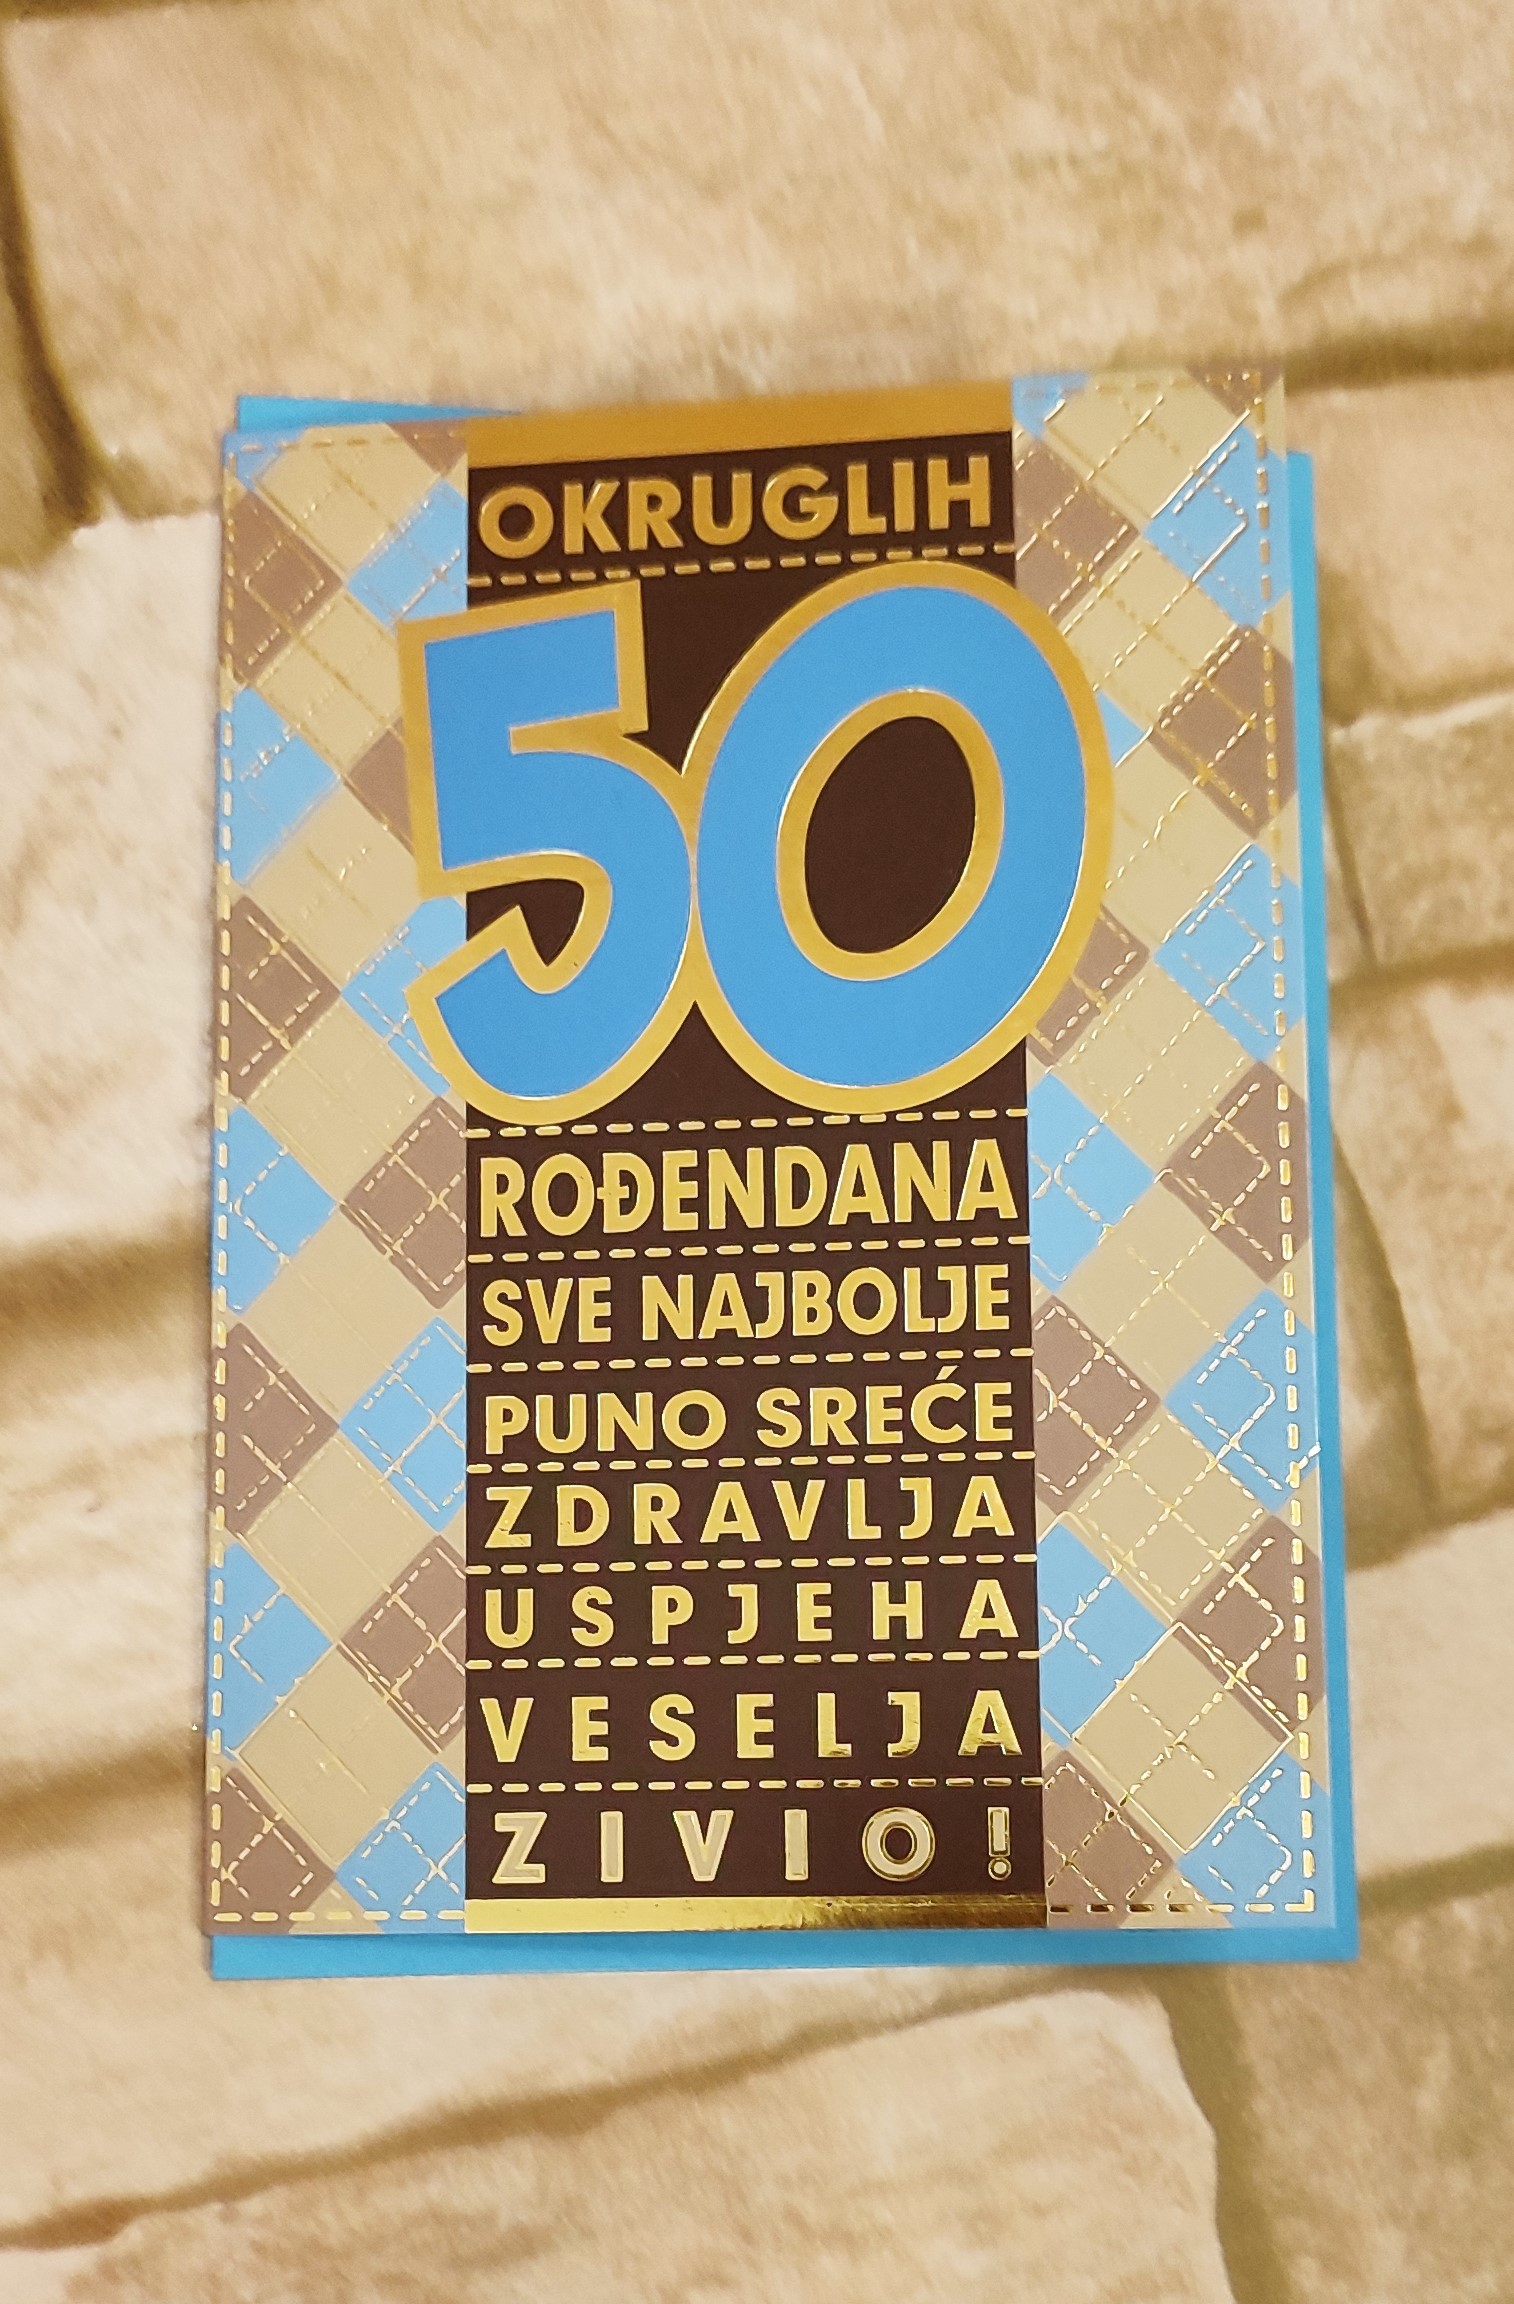 OKRUGLIH
50
ROĐENDANA
SVE NAJBOLJE
PUNO SREĆE
ZDRAVLJA
USPJEHA
VESELJA
ZIVIO!